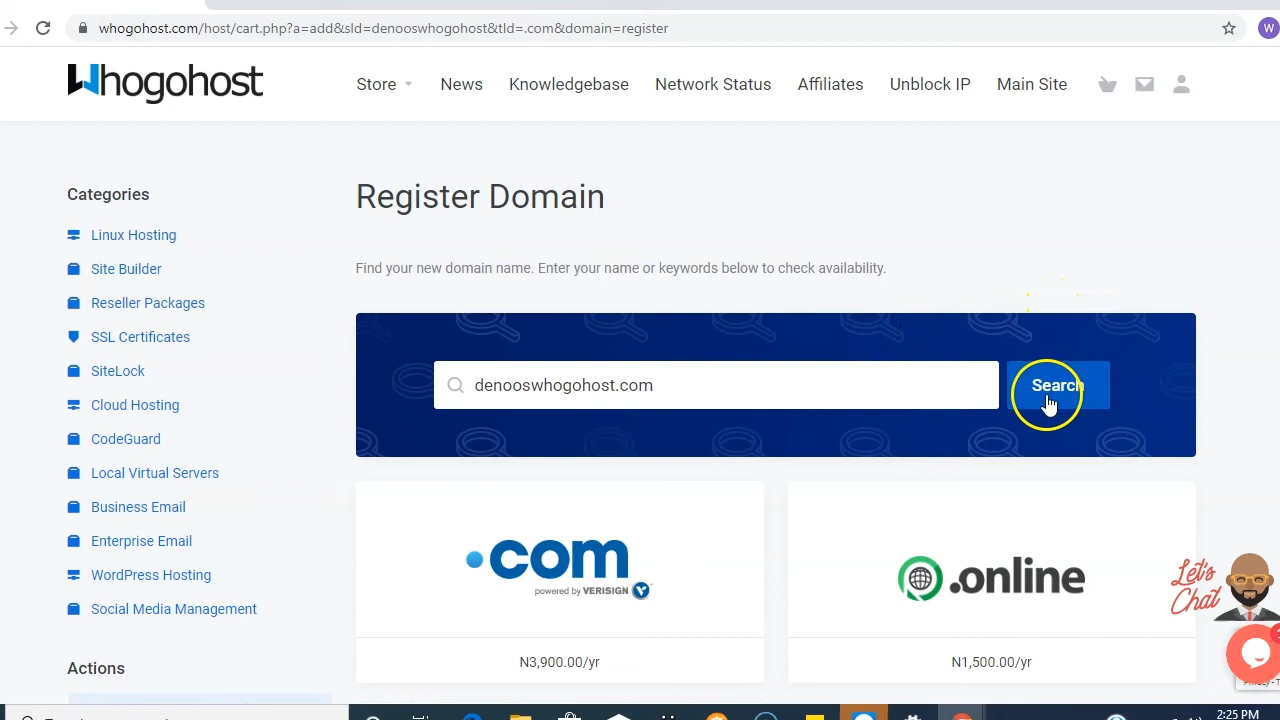 whogohost.com/host/cart.php?a=add&sld=denooswhogohost&tld=.com&domain=register
W
Whogohost
Store
News
Knowledgebase
Network Status
Affiliates
Unblock IP
Main Site
Categories
Linux Hosting
Site Builder
Reseller Packages
SSL Certificates
SiteLock
Cloud Hosting
CodeGuard
Local Virtual Servers
Business Email
Enterprise Email
WordPress Hosting
Social Media Management
Actions
Register Domain
Find your new domain name. Enter your name or keywords below to check availability.
denooswhogohost.com
Search
.com
powered by VERISIGN
N3,900.00/yr
.online
N1,500.00/yr
Let's
Chat
2:25 PM